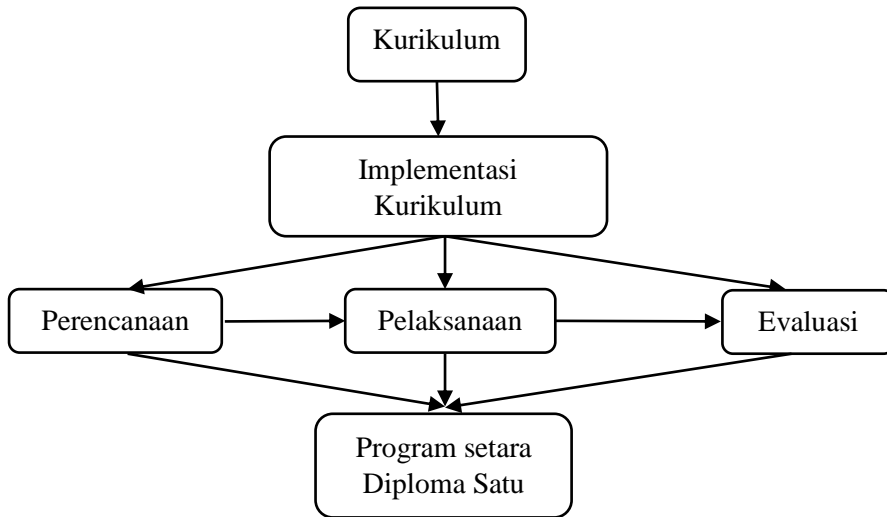 Kurikulum
Implementasi
Kurikulum
Perencanaan
Pelaksanaan
Evaluasi
Program setara
Diploma Satu